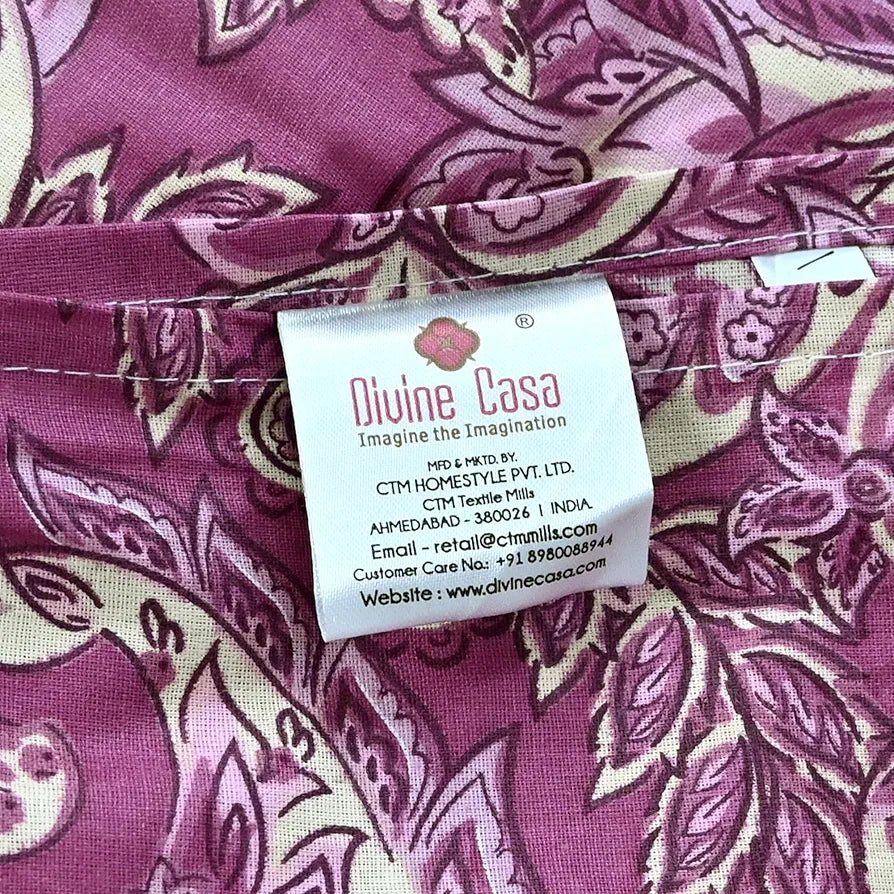 ®
Divine Casa
Imagine the Imagination
MFD & MKTD. BY.
CTM HOMESTYLE PVT. LTD.
CTM Textile Mills
AHMEDABAD - 380026 | INDIA
Email - retail@ctmmills.com
Customer Care No.: +91 8980088944
Website : www.divinecasa.com